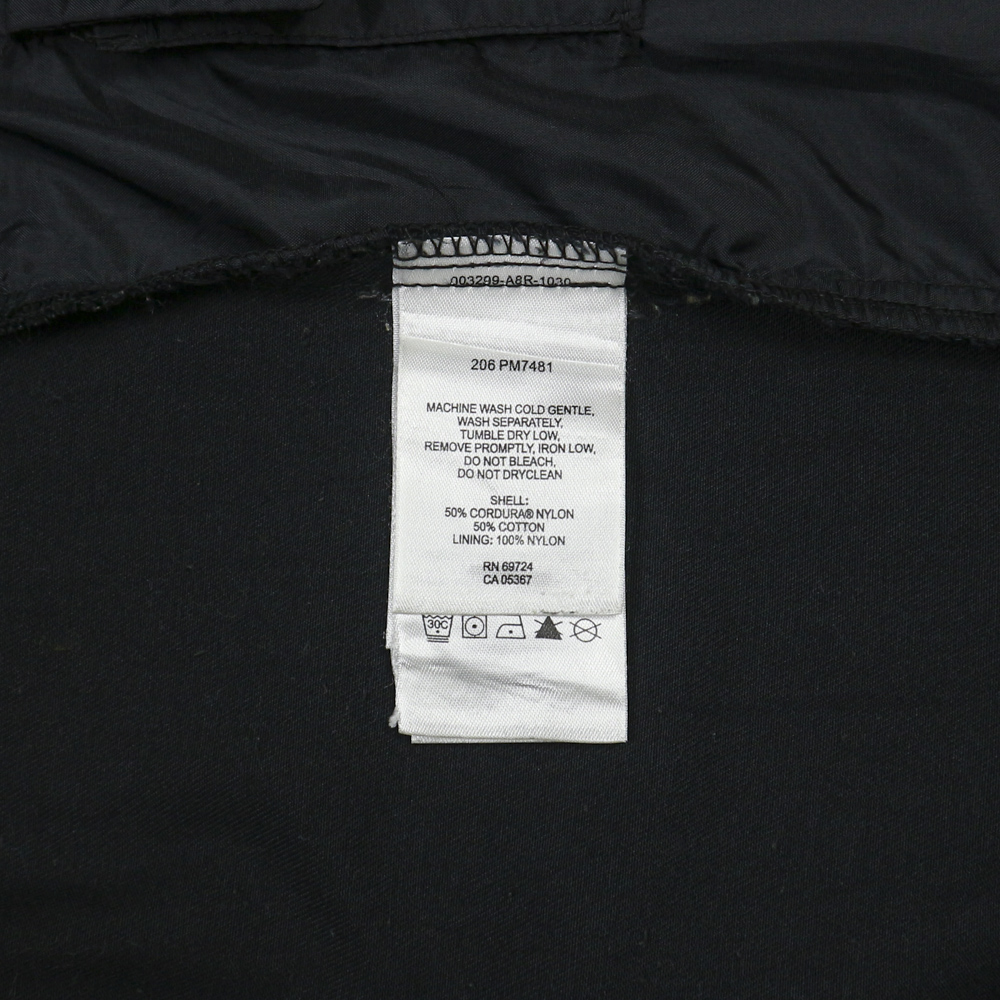 003299-A8R-1030
206 PM7481
MACHINE WASH COLD GENTLE,
WASH SEPARATELY,
TUMBLE DRY LOW,
REMOVE PROMPTLY, IRON LOW,
DO NOT BLEACH,
DO NOT DRYCLEAN
SHELL:
50% CORDURA® NYLON
50% COTTON
LINING: 100% NYLON
RN 69724
CA 05367
30C